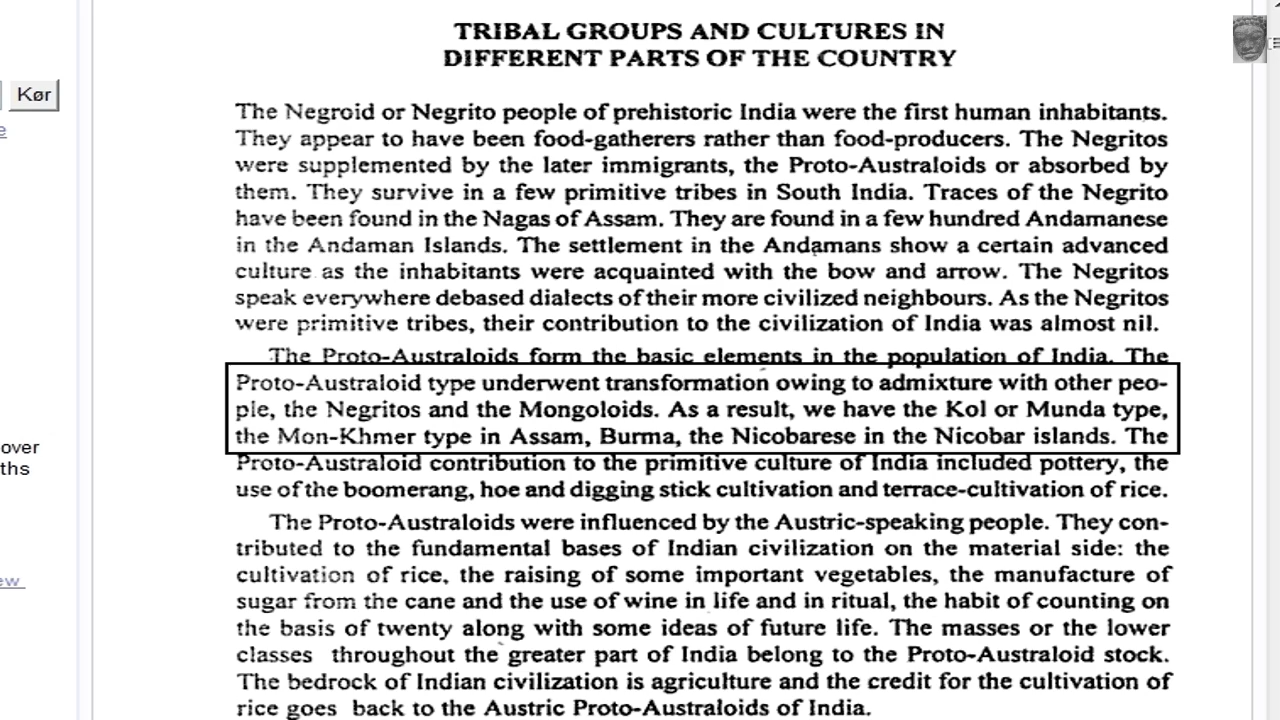 TRIBAL GROUPS AND CULTURES IN
DIFFERENT PARTS OF THE COUNTRY
Kør
e
The Negroid or Negrito people of prehistoric India were the first human inhabitants.
They appear to have been food-gatherers rather than food-producers. The Negritos
were supplemented by the later immigrants, the Proto-Australoids or absorbed by
them. They survive in a few primitive tribes in South India. Traces of the Negrito
have been found in the Nagas of Assam. They are found in a few hundred Andamanese
in the Andaman Islands. The settlement in the Andamans show a certain advanced
culture as the inhabitants were acquainted with the bow and arrow. The Negritos
speak everywhere debased dialects of their more civilized neighbours. As the Negritos
were primitive tribes, their contribution to the civilization of India was almost nil.
The Proto-Australoids form the basic elements in the population of India. The
Proto-Australoid type underwent transformation owing to admixture with other peo-
ple, the Negritos and the Mongoloids. As a result, we have the Kol or Munda type,
the Mon-Khmer type in Assam, Burma, the Nicobarese in the Nicobar islands. The
Proto-Australoid contribution to the primitive culture of India included pottery, the
use of the boomerang, hoe and digging stick cultivation and terrace-cultivation of rice.
The Proto-Australoids were influenced by the Austric-speaking people. They con-
tributed to the fundamental bases of Indian civilization on the material side: the
cultivation of rice, the raising of some important vegetables, the manufacture of
sugar from the cane and the use of wine in life and in ritual, the habit of counting on
the basis of twenty along with some ideas of future life. The masses or the lower
classes throughout the greater part of India belong to the Proto-Australoid stock.
The bedrock of Indian civilization is agriculture and the credit for the cultivation of
rice goes back to the Austric Proto-Australoids of India.
over
ths
ew